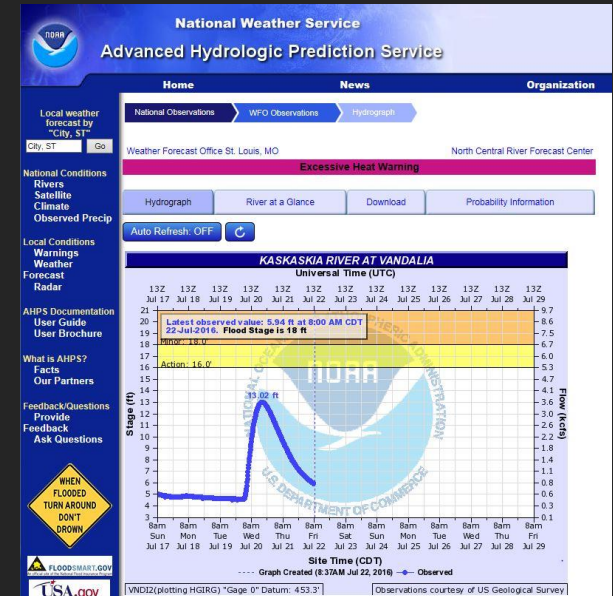 NOAA
National Weather Service
Advanced Hydrologic Prediction Service
Home News Organization
Local weather
forecast by
"City, ST"
City, ST Go
National Conditions
Rivers
Satellite
Climate
Observed Precip
Local Conditions
Warnings
Weather
Forecast
Radar
AHPS Documentation
User Guide
User Brochure
What is AHPS?
Facts
Our Partners
Feedback/Questions
Provide
Feedback
Ask Questions
WHEN
FLOODED
TURN AROUND
DON'T
DROWN
FLOODSMART.GOV
USA.gov
National Observations WFO Observations Hydrograph
Weather Forecast Office St. Louis, MO North Central River Forecast Center
Excessive Heat Warning
Hydrograph River at a Glance Download Probability Information
Auto Refresh: OFF
KASKASKIA RIVER AT VANDALIA
Universal Time (UTC)
13Z 13Z 13Z 13Z 13Z 13Z 13Z 13Z 13Z 13Z 13Z 13Z 13Z
Jul 17 Jul 18 Jul 19 Jul 20 Jul 21 Jul 22 Jul 23 Jul 24 Jul 25 Jul 26 Jul 27 Jul 28 Jul 29
Latest observed value: 5.94 ft at 8:00 AM CDT
22-Jul-2016. Flood Stage is 18 ft
Minor: 18.0'
Action: 16.0'
13.02 ft
NOAA
U.S. DEPARTMENT OF COMMERCE
Stage (ft)
21
20
19
18
17
16
15
14
13
12
11
10
9
8
7
6
5
4
3
9.7
8.6
7.5
6.7
6.0
5.3
4.7
4.1
3.6
3.0
2.6
2.2
1.8
1.4
1.1
0.8
0.6
0.3
0.1
Flow (kcfs)
8am 8am 8am 8am 8am 8am 8am 8am 8am 8am 8am 8am 8am
Sun Mon Tue Wed Thu Fri Sat Sun Mon Tue Wed Thu Fri
Jul 17 Jul 18 Jul 19 Jul 20 Jul 21 Jul 22 Jul 23 Jul 24 Jul 25 Jul 26 Jul 27 Jul 28 Jul 29
Site Time (CDT)
Graph Created (8:37AM Jul 22, 2016) Observed
VNDI2(plotting HGIRG) "Gage 0" Datum: 453.3' Observations courtesy of US Geological Survey